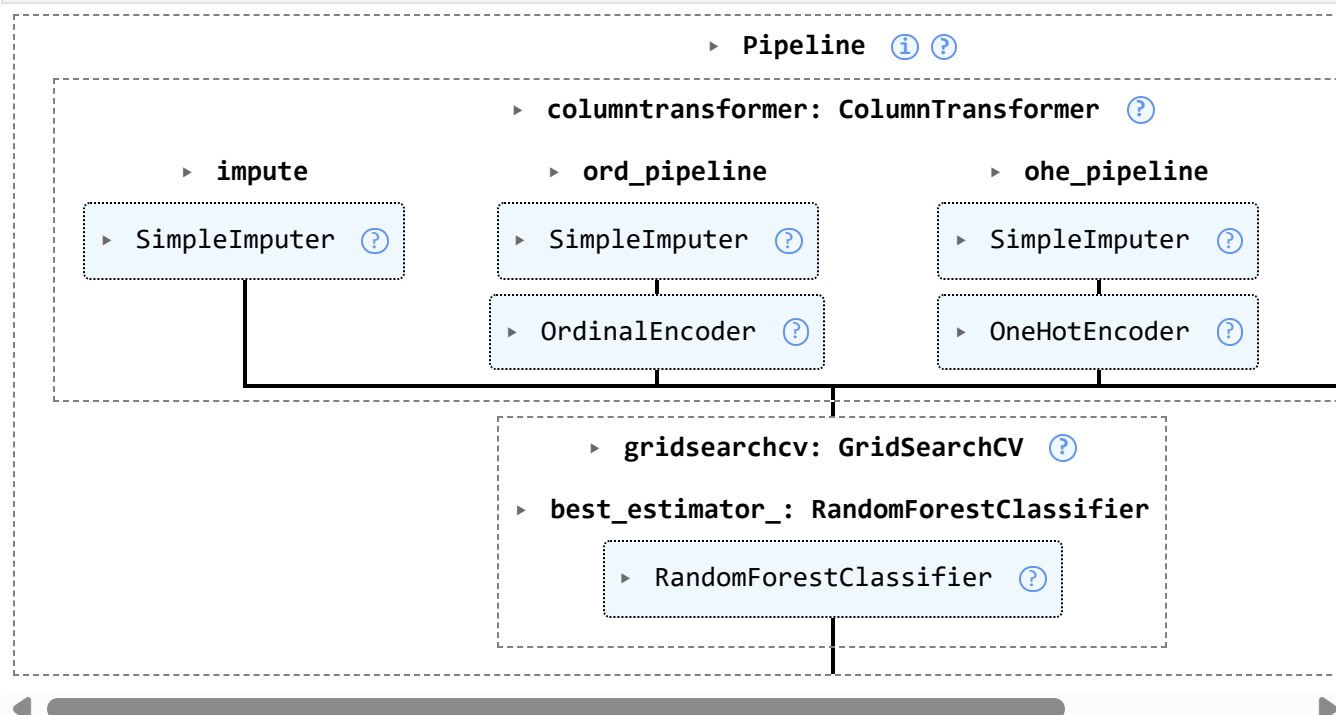 ▸ Pipeline i ?
▸ columntransformer: ColumnTransformer ?
▸ impute ▸ ord_pipeline ▸ ohe_pipeline
▸ SimpleImputer ? ▸ SimpleImputer ? ▸ SimpleImputer ?
▸ OrdinalEncoder ? ▸ OneHotEncoder ?
▸ gridsearchcv: GridSearchCV ?
▸ best_estimator_: RandomForestClassifier
▸ RandomForestClassifier ?